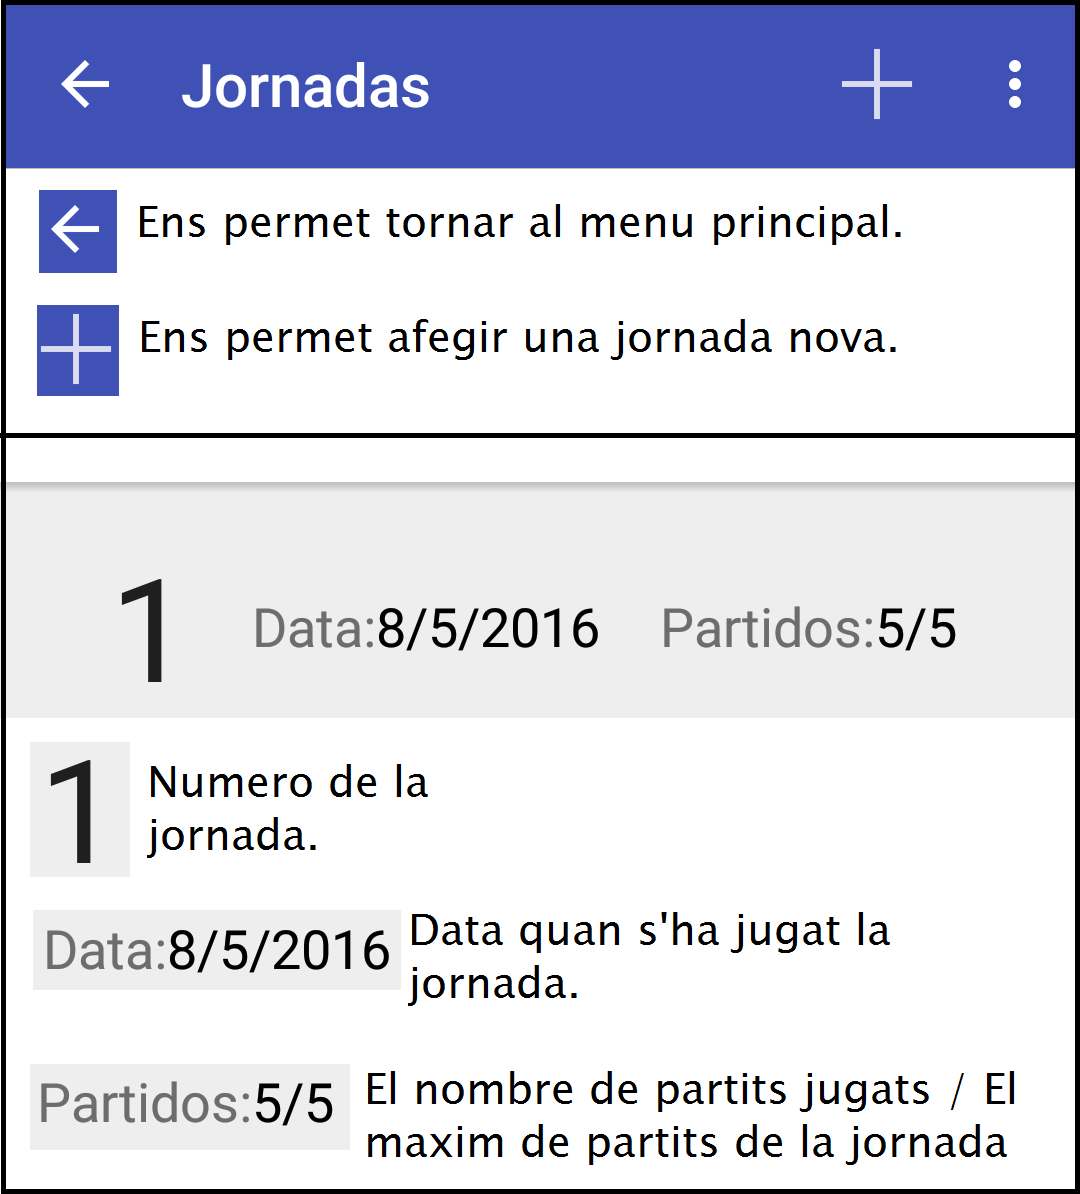 Jornadas
Ens permet tornar al menu principal.
Ens permet afegir una jornada nova.
1 Data:8/5/2016 Partidos:5/5
1 Numero de la
jornada.
Data:8/5/2016 Data quan s'ha jugat la
jornada.
Partidos:5/5 El nombre de partits jugats / El
maxim de partits de la jornada